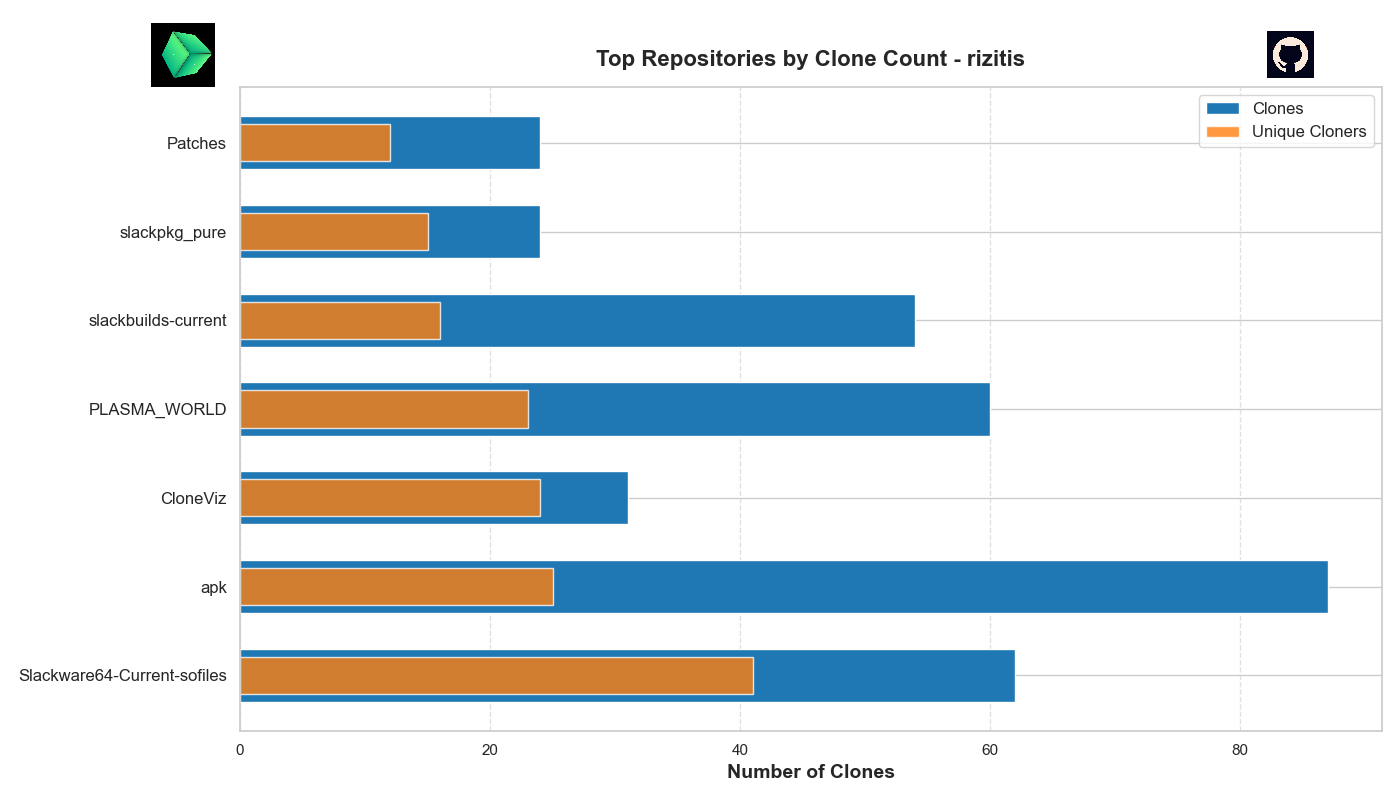 Top Repositories by Clone Count - rizitis
Clones
Unique Cloners
Patches
slackpkg_pure
slackbuilds-current
PLASMA_WORLD
CloneViz
apk
Slackware64-Current-sofiles
0 20 40 60 80
Number of Clones